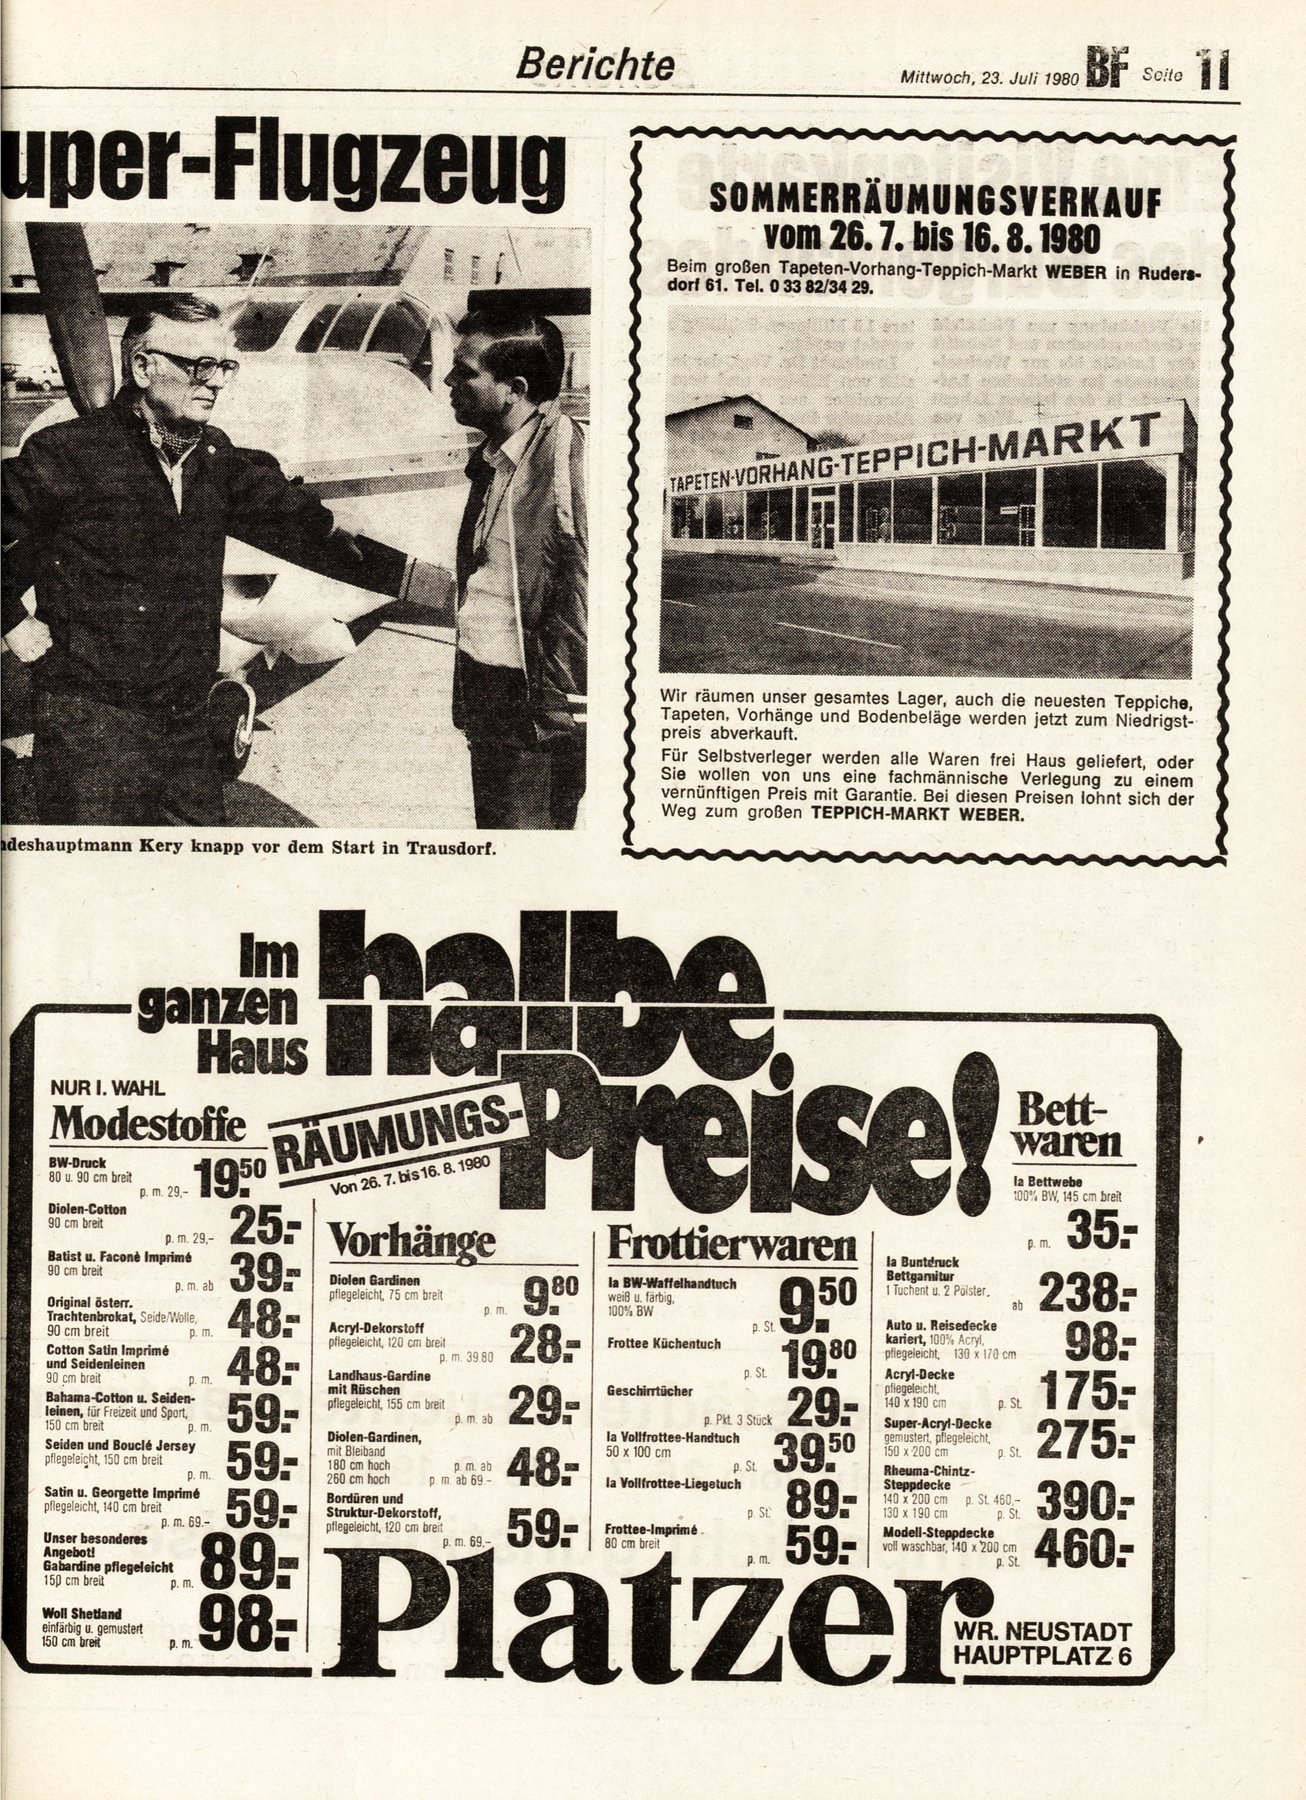 Berichte
Mittwoch, 23. Juli 1980 BF Seite 11
uper-Flugzeug
deshauptmann Kery knapp vor dem Start in Trausdorf.
SOMMERRÄUMUNGSVERKAUF
vom 26. 7. bis 16. 8. 1980
Beim großen Tapeten-Vorhang-Teppich-Markt WEBER in Ruders-
dorf 61. Tel. 0 33 82/34 29.
TAPETEN-VORHANG-TEPPICH-MARKT
Wir räumen unser gesamtes Lager, auch die neuesten Teppiche,
Tapeten, Vorhänge und Bodenbeläge werden jetzt zum Niedrigst-
preis abverkauft.
Für Selbstverleger werden alle Waren frei Haus geliefert, oder
Sie wollen von uns eine fachmännische Verlegung zu einem
vernünftigen Preis mit Garantie. Bei diesen Preisen lohnt sich der
Weg zum großen TEPPICH-MARKT WEBER.
Im
ganzen
Haus
halbe
Preise!
RÄUMUNGS-
Von 26. 7. bis 16. 8. 1980
NUR I. WAHL
Modestoffe
BW-Druck
80 u. 90 cm breit
p. m. 29,- 19.50
Diolen-Cotton
90 cm breit
p. m. 29,- 25.-
Batist u. Faconè Imprimé
90 cm breit
p. m. ab 39.-
Original österr.
Trachtenbrokat, Seide/Wolle,
90 cm breit p. m. 48.-
Cotton Satin Imprimé
und Seidenleinen
90 cm breit p. m. 48.-
Bahama-Cotton u. Seiden-
leinen, für Freizeit und Sport,
150 cm breit p. m. 59.-
Seiden und Bouclé Jersey
pflegeleicht, 150 cm breit
p. m. 59.-
Satin u. Georgette Imprimé
pflegeleicht, 140 cm breit
p. m. 69.- 59.-
Unser besonderes
Angebot!
Gabardine pflegeleicht
150 cm breit p. m. 89.-
Woll Shetland
einfärbig u. gemustert
150 cm breit p. m. 98.-
Vorhänge
Diolen Gardinen
pflegeleicht, 75 cm breit
p. m. 9.80
Acryl-Dekorstoff
pflegeleicht, 120 cm breit
p. m. 39.80 28.-
Landhaus-Gardine
mit Rüschen
pflegeleicht, 155 cm breit
p. m. ab 29.-
Diolen-Gardinen,
mit Bleiband
180 cm hoch p. m. ab
260 cm hoch p. m. ab 69.- 48.-
Bordüren und
Struktur-Dekorstoff,
pflegeleicht, 120 cm breit
p. m. 69.- 59.-
Frottierwaren
Ia BW-Waffelhandtuch
weiß u. färbig,
100% BW
p. St. 9.50
Frottee Küchentuch
p. St. 19.80
Geschirrtücher
p. Pkt. 3 Stück 29.-
Ia Vollfrottee-Handtuch
50 x 100 cm
p. St. 39.50
Ia Vollfrottee-Liegetuch
p. St. 89.-
Frottee-Imprimé
80 cm breit
p. m. 59.-
Bett-
waren
Ia Bettwebe
100% BW, 145 cm breit
p. m. 35.-
Ia Buntdruck
Bettgarnitur
1 Tuchent u. 2 Pölster.
ab 238.-
Auto u. Reisedecke
kariert, 100% Acryl,
pflegeleicht, 130 x 170 cm 98.-
Acryl-Decke
pflegeleicht,
140 x 190 cm p. St. 175.-
Super-Acryl-Decke
gemustert, pflegeleicht,
150 x 200 cm p. St. 275.-
Rheuma-Chintz-
Steppdecke
140 x 200 cm p. St. 460,-
130 x 190 cm p. St. 390.-
Modell-Steppdecke
voll waschbar, 140 x 200 cm
p. St. 460.-
Platzer
WR. NEUSTADT
HAUPTPLATZ 6